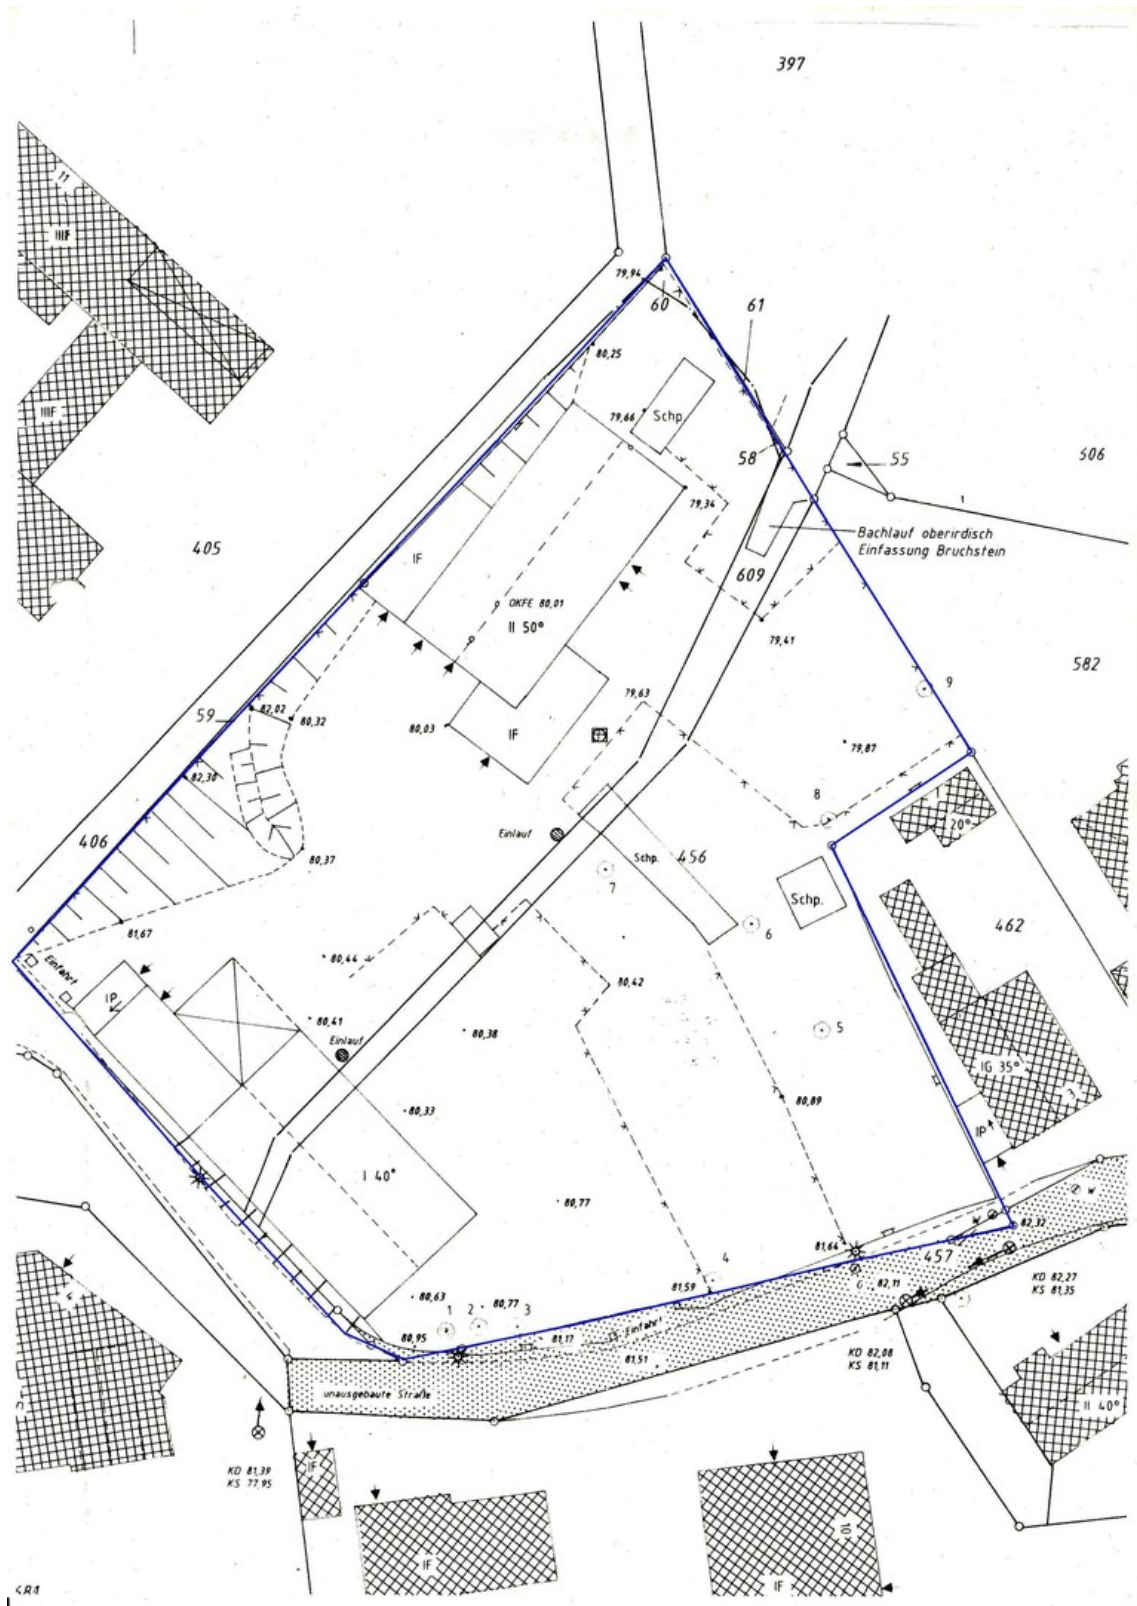 397
11
IIIF
79,94
60
61
80,25
IIIF
79,66
Schp.
58
55
606
79,34
Bachlauf oberirdisch
Einfassung Bruchstein
405
IF
609
OKFE 80,01
II 50°
79,41
582
59
82,02
80,32
79,63
9
80,03
IF
79,87
82,30
8
20°
406
Einlauf
80,37
Schp.
456
7
Schp.
462
81,67
6
Einfahrt
80,44
80,42
IP
80,41
Einlauf
80,38
5
IG 35°
80,89
3
80,33
IP
I 40°
80,77
82,32
81,64
457
4
4
81,59
82,11
KD 82,27
KS 81,35
80,63
1
2
80,77
3
80,95
81,17
Einfahrt
81,51
KD 82,08
KS 81,11
unausgebaute Straße
II 40°
KD 81,39
KS 77,95
IF
IF
10
IF
484